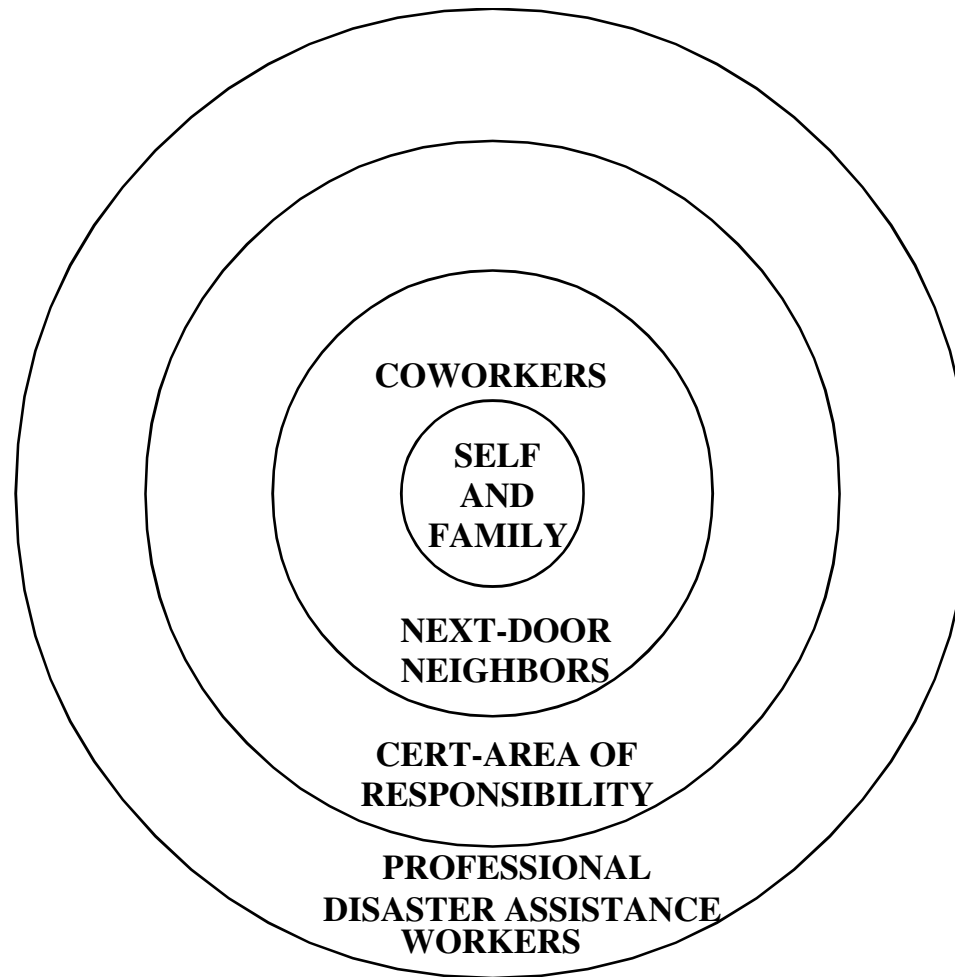 COWORKERS
SELF
AND
FAMILY
NEXT-DOOR
NEIGHBORS
CERT-AREA OF
RESPONSIBILITY
PROFESSIONAL
DISASTER ASSISTANCE
WORKERS